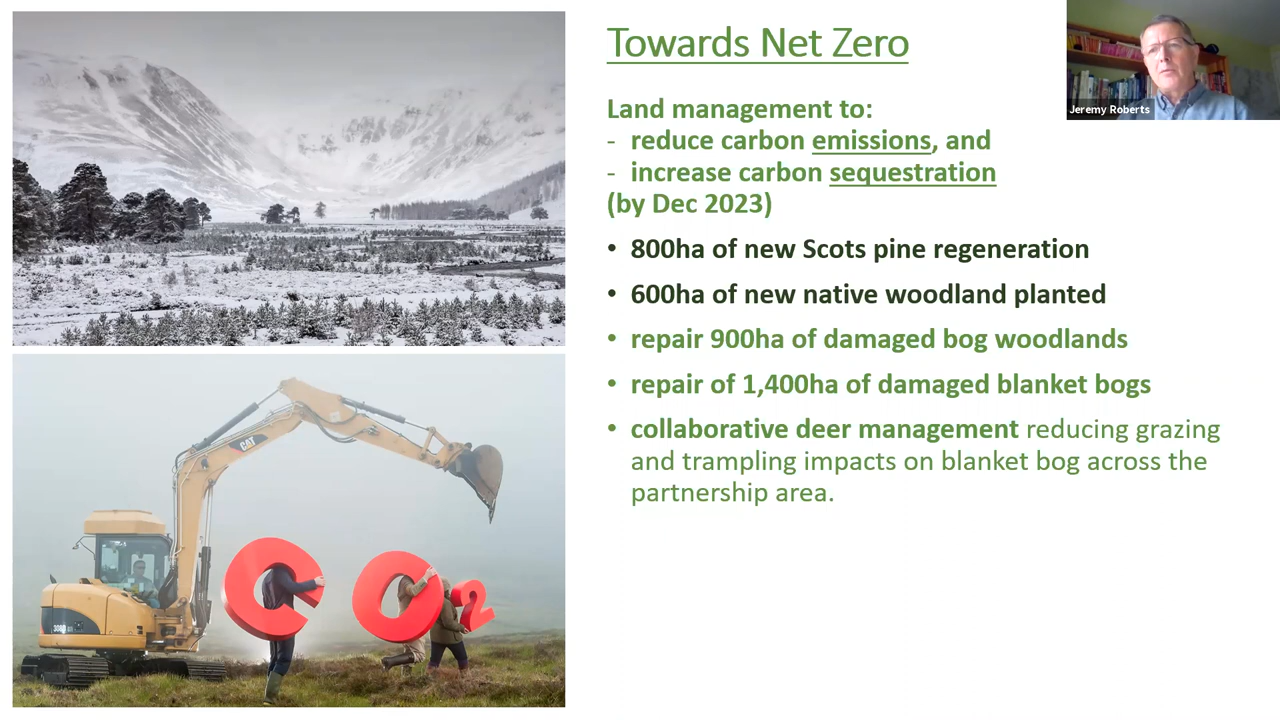 Towards Net Zero
Jeremy Roberts
Land management to:
- reduce carbon emissions, and
- increase carbon sequestration
(by Dec 2023)
• 800ha of new Scots pine regeneration
• 600ha of new native woodland planted
• repair 900ha of damaged bog woodlands
• repair of 1,400ha of damaged blanket bogs
• collaborative deer management reducing grazing
and trampling impacts on blanket bog across the
partnership area.
CAT
CO2